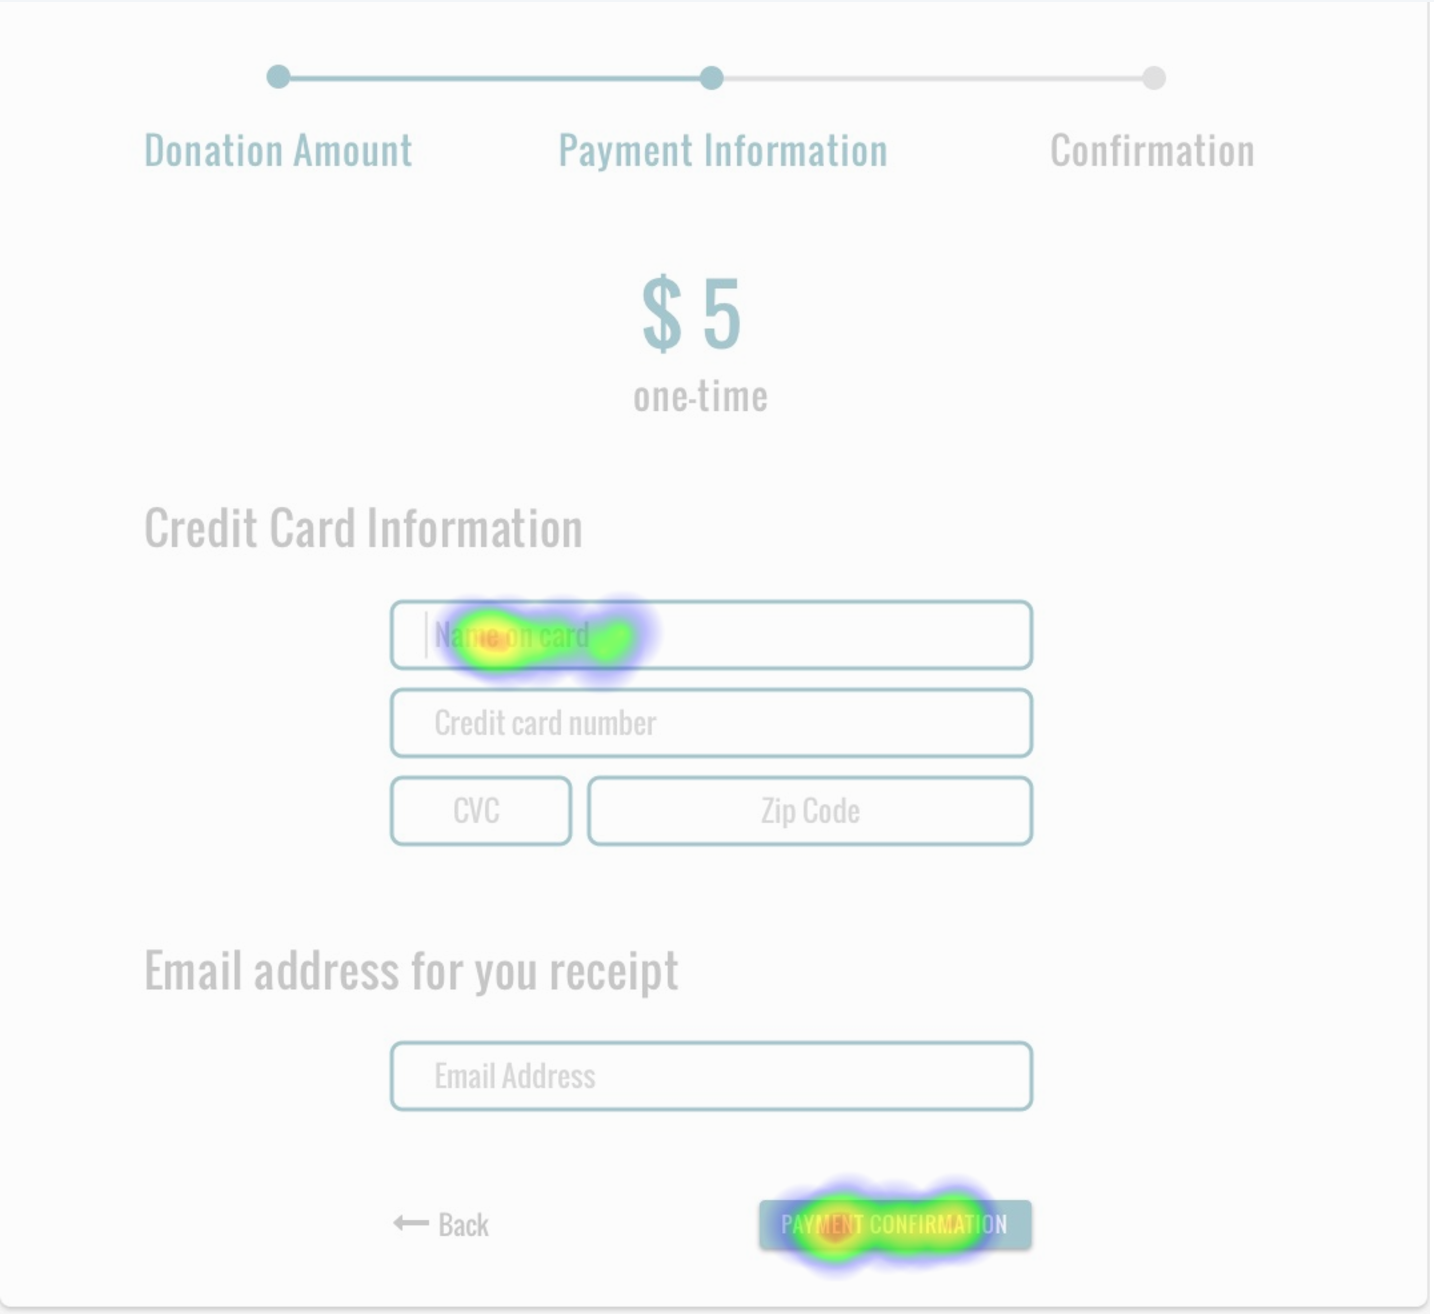 Donation Amount Payment Information Confirmation
$ 5
one-time
Credit Card Information
Name on card
Credit card number
CVC Zip Code
Email address for you receipt
Email Address
Back PAYMENT CONFIRMATION